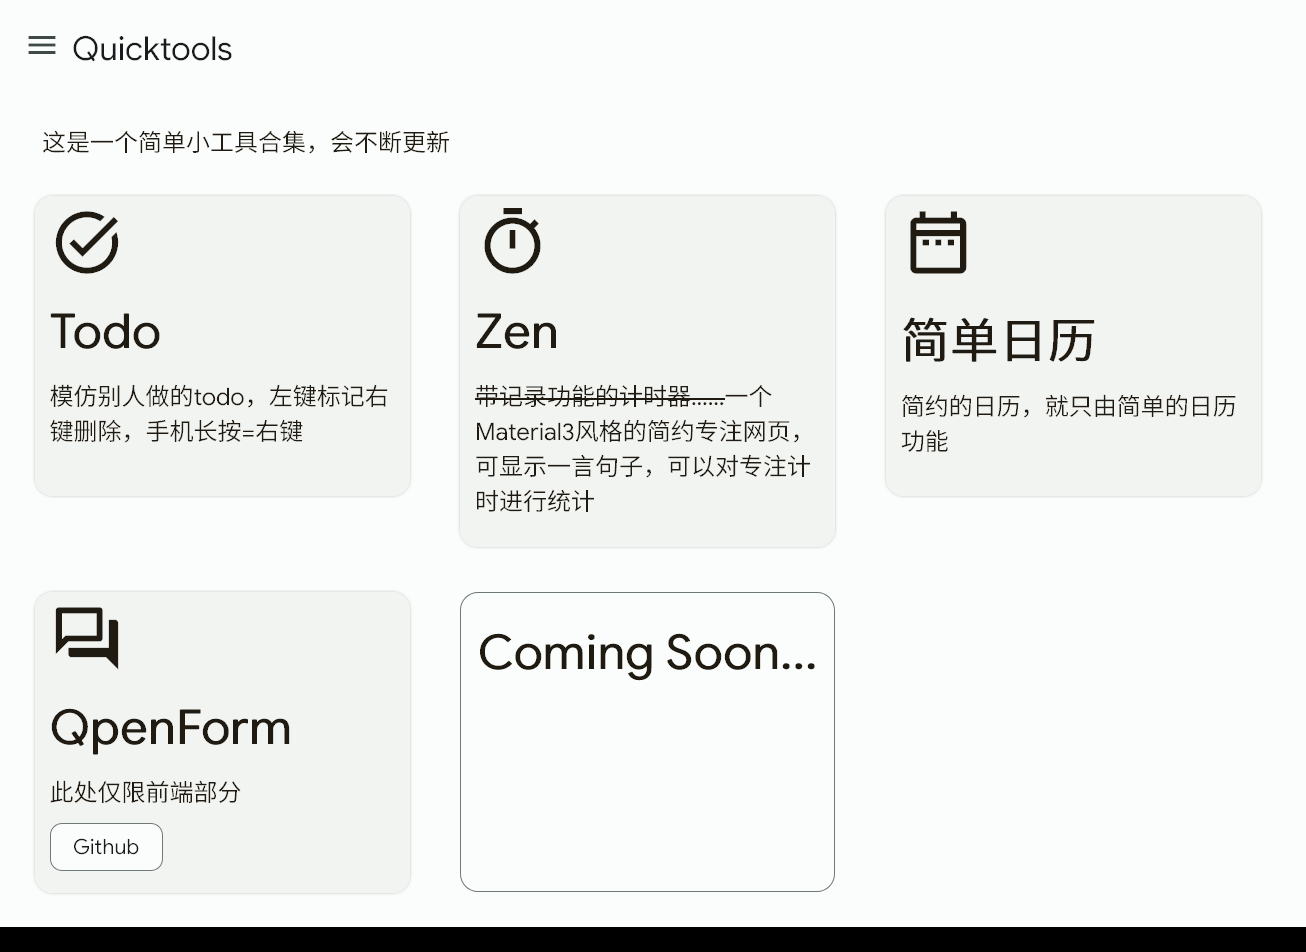 Quicktools
这是一个简单小工具合集，会不断更新
Todo
模仿别人做的todo，左键标记右
键删除，手机长按=右键
Zen
带记录功能的计时器......一个
Material3风格的简约专注网页，
可显示一言句子，可以对专注计
时进行统计
简单日历
简约的日历，就只由简单的日历
功能
QpenForm
此处仅限前端部分
Github
Coming Soon...